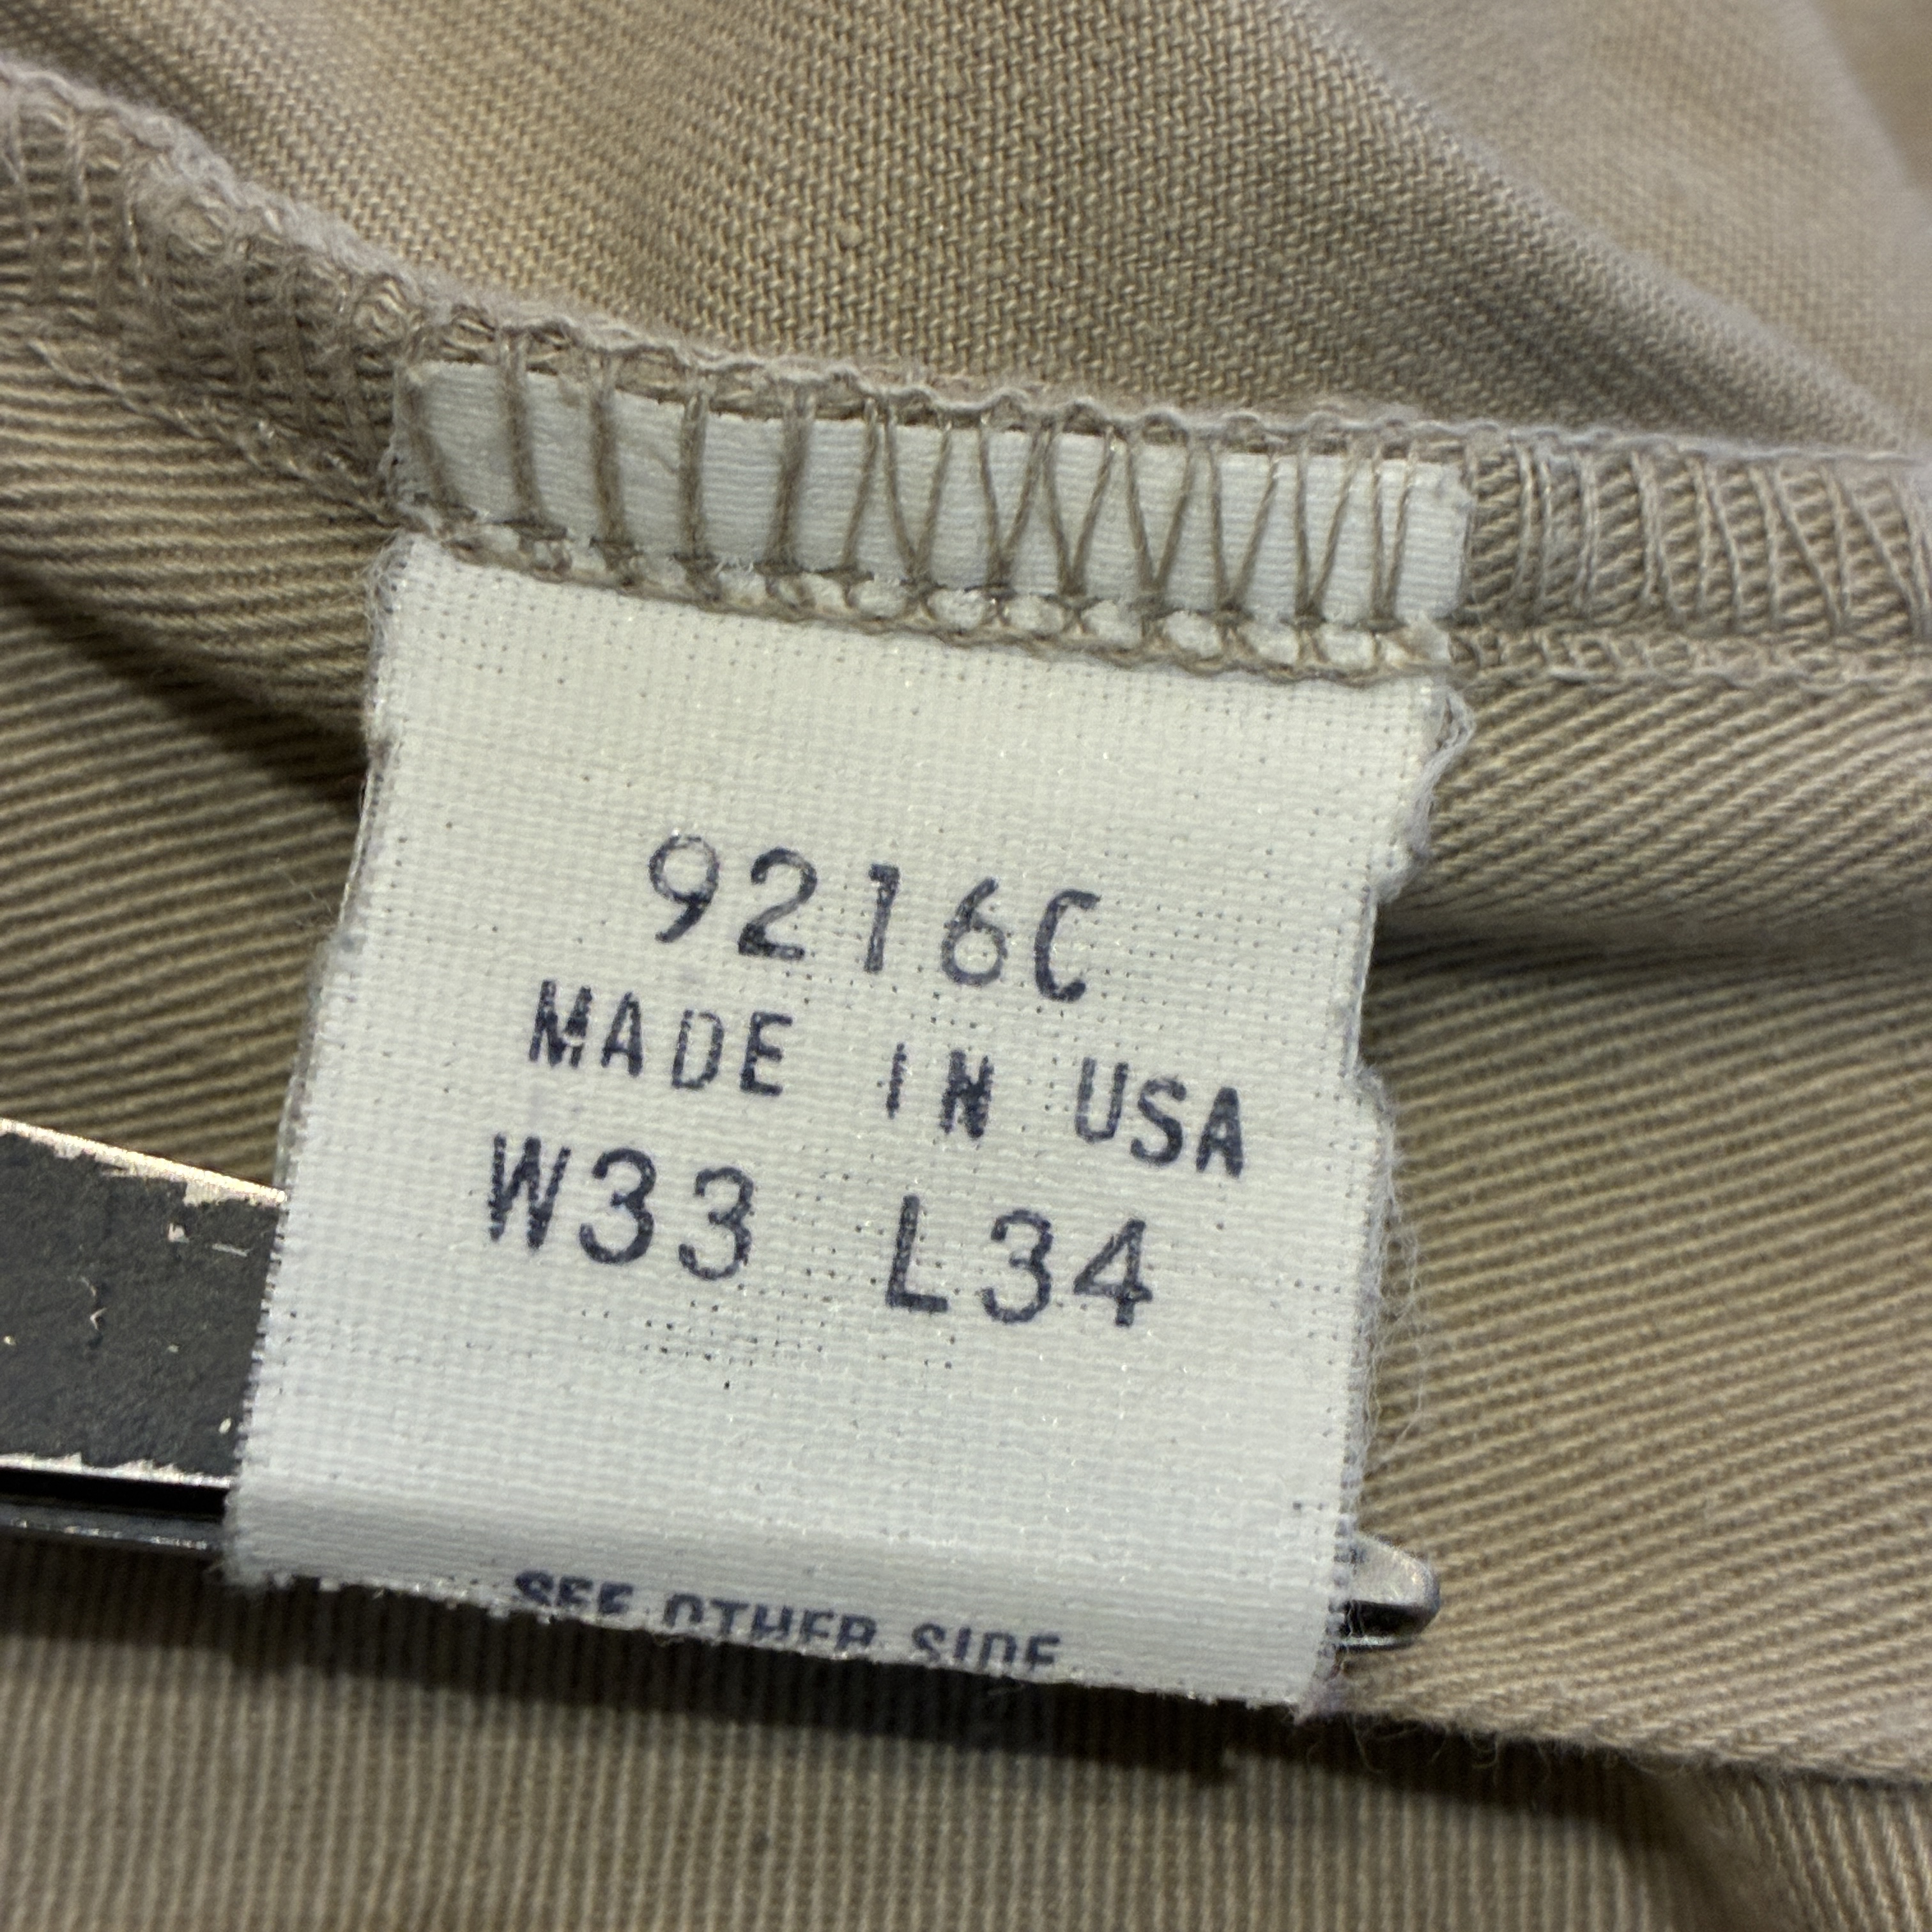 9216C
MADE IN USA
W33 L34
SEE OTHER SIDE